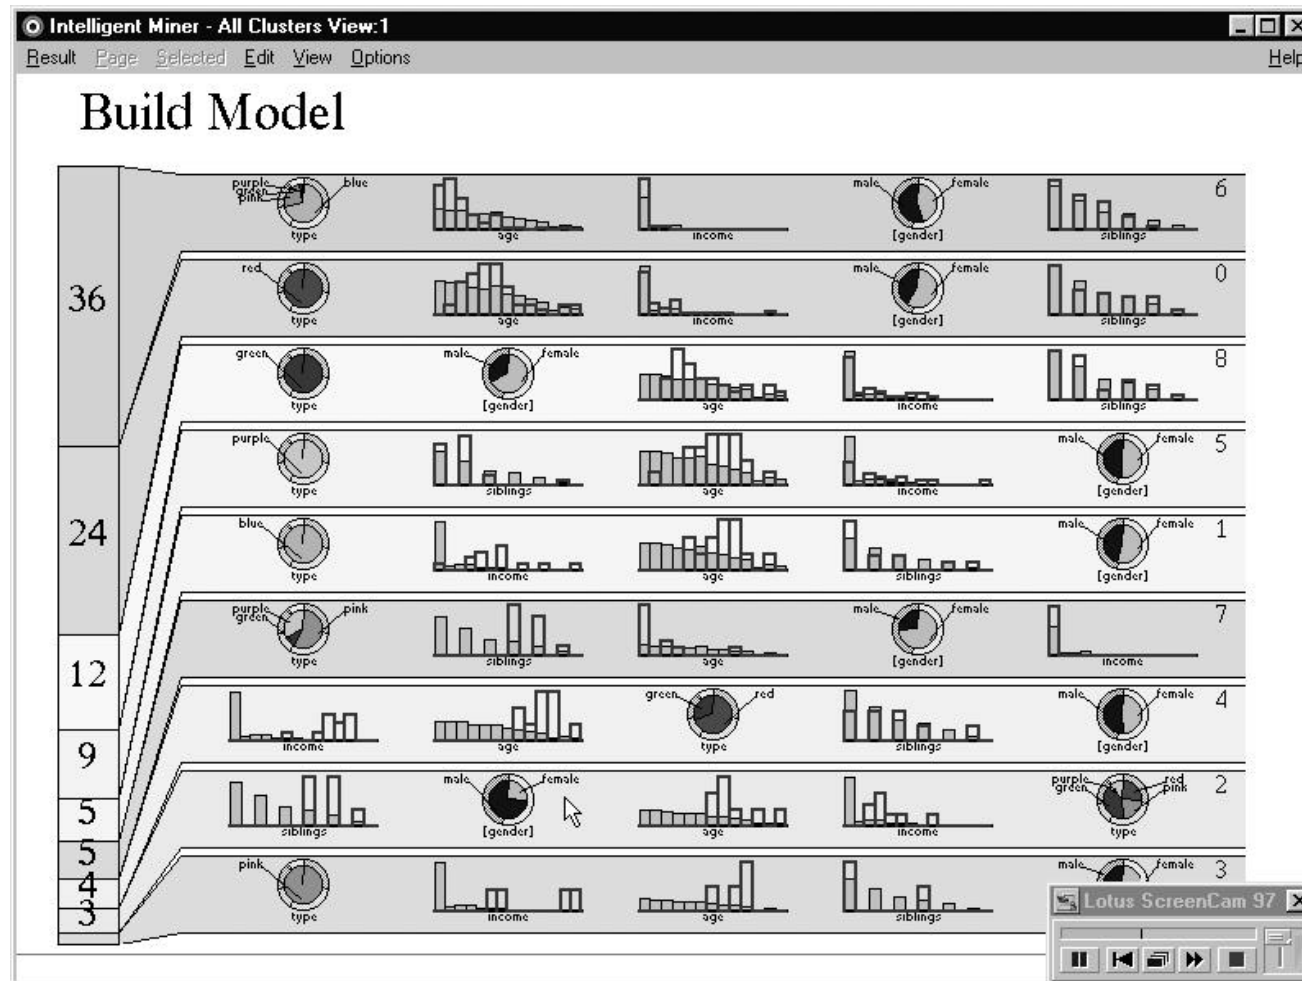 Intelligent Miner - All Clusters View:1
Result Page Selected Edit View Options Help
Build Model
36
24
12
9
5
5
4
3
purple green pink blue type age income male female [gender] siblings 6
red type age income male female [gender] siblings 0
green type male female [gender] age income siblings 8
purple type siblings age income male female [gender] 5
blue type income age siblings male female [gender] 1
purple green pink type siblings age male female [gender] income 7
income age green red type siblings male female [gender] 4
siblings male female [gender] age income purple green red pink type 2
pink type income age siblings male female 3
Lotus ScreenCam 97